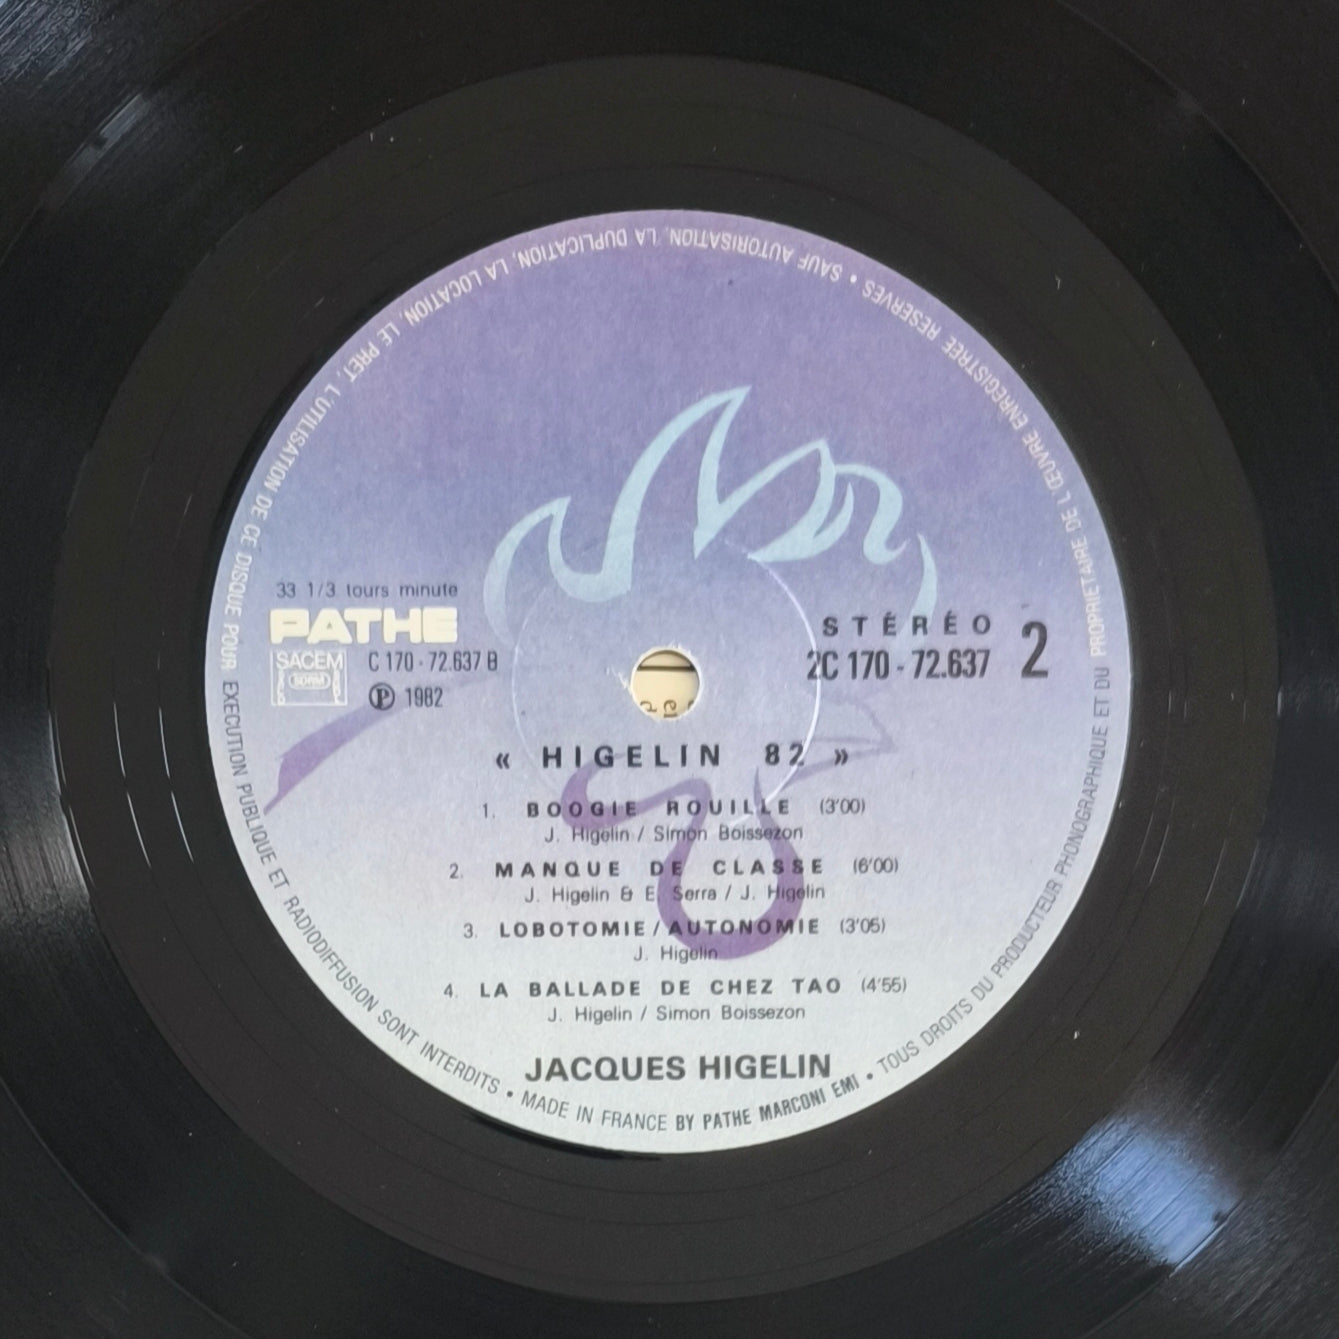 33 1/3 tours minute
PATHE
SACEM
SDRM
C 170 - 72.637 B
Ⓟ 1982
STÉRÉO
2C 170 - 72.637
2
« HIGELIN 82 »
1. BOOGIE ROUILLE (3'00)
J. Higelin / Simon Boissezon
2. MANQUE DE CLASSE (6'00)
J. Higelin & E. Serra / J. Higelin
3. LOBOTOMIE / AUTONOMIE (3'05)
J. Higelin
4. LA BALLADE DE CHEZ TAO (4'55)
J. Higelin / Simon Boissezon
JACQUES HIGELIN
• MADE IN FRANCE BY PATHE MARCONI EMI • TOUS DROITS DU PRODUCTEUR PHONOGRAPHIQUE ET DU PROPRIETAIRE DE L'ŒUVRE ENREGISTREE RESERVES • SAUF AUTORISATION, LA DUPLICATION, LA LOCATION, LE PRET, L'UTILISATION DE CE DISQUE POUR EXECUTION PUBLIQUE ET RADIODIFFUSION SONT INTERDITS